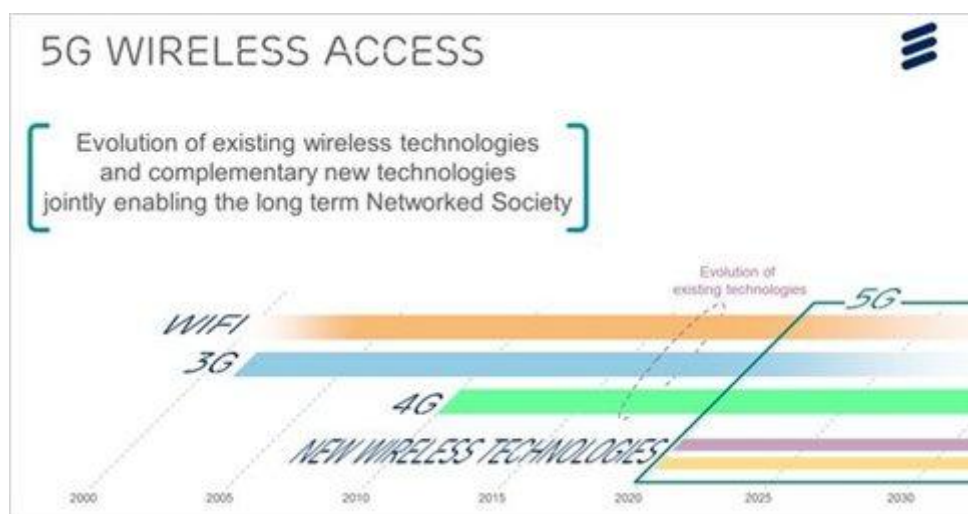 5G WIRELESS ACCESS
Evolution of existing wireless technologies
and complementary new technologies
jointly enabling the long term Networked Society
Evolution of
existing technologies
5G
WIFI
3G
4G
NEW WIRELESS TECHNOLOGIES
2000 2005 2010 2015 2020 2025 2030